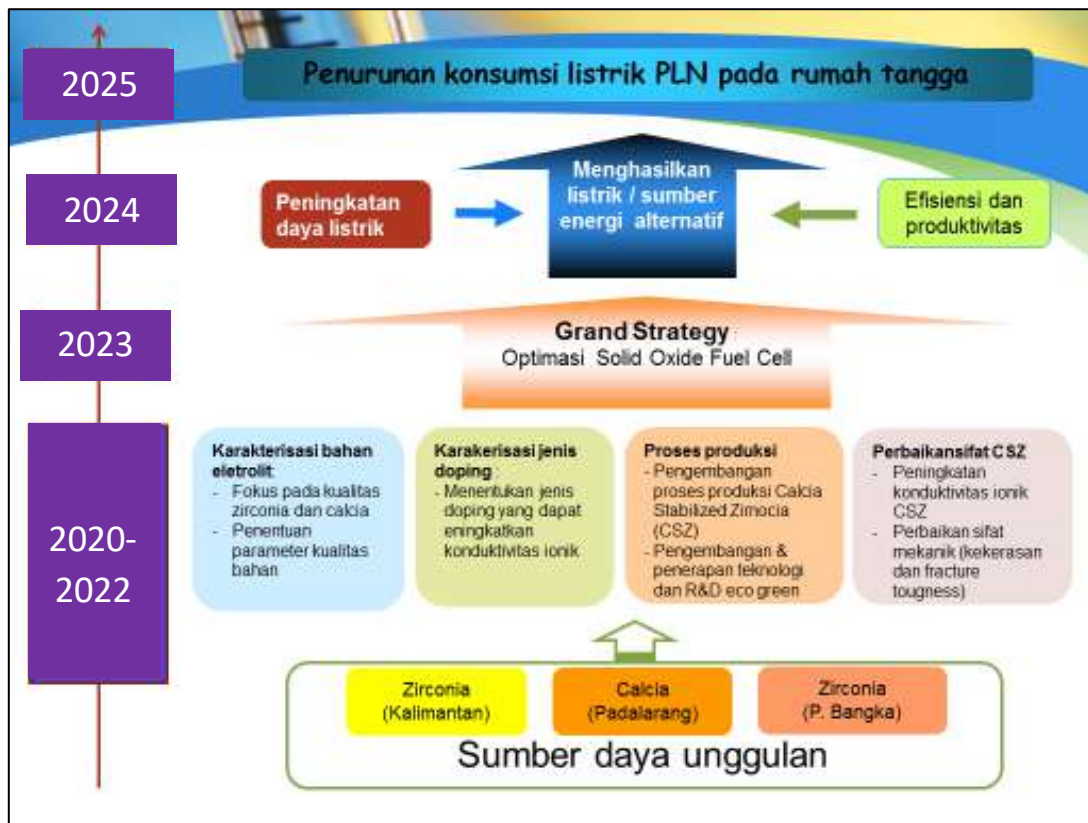 2025
Penurunan konsumsi listrik PLN pada rumah tangga
2024
Peningkatan
daya listrik
Menghasilkan
listrik / sumber
energi alternatif
Efisiensi dan
produktivitas
2023
Grand Strategy
Optimasi Solid Oxide Fuel Cell
2020-
2022
Karakterisasi bahan
eletrolit:
- Fokus pada kualitas
zirconia dan calcia
- Penentuan
parameter kualitas
bahan
Karakerisasi jenis
doping :
- Menentukan jenis
doping yang dapat
eningkatkan
konduktivitas ionik
Proses produksi
- Pengembangan
proses produksi Calcia
Stabilized Zirnocia
(CSZ)
- Pengembangan &
penerapan teknologi
dan R&D eco green
Perbaikansifat CSZ
- Peningkatan
konduktivitas ionik
CSZ
- Perbaikan sifat
mekanik (kekerasan
dan fracture
tougness)
Zirconia
(Kalimantan)
Calcia
(Padalarang)
Zirconia
(P. Bangka)
Sumber daya unggulan